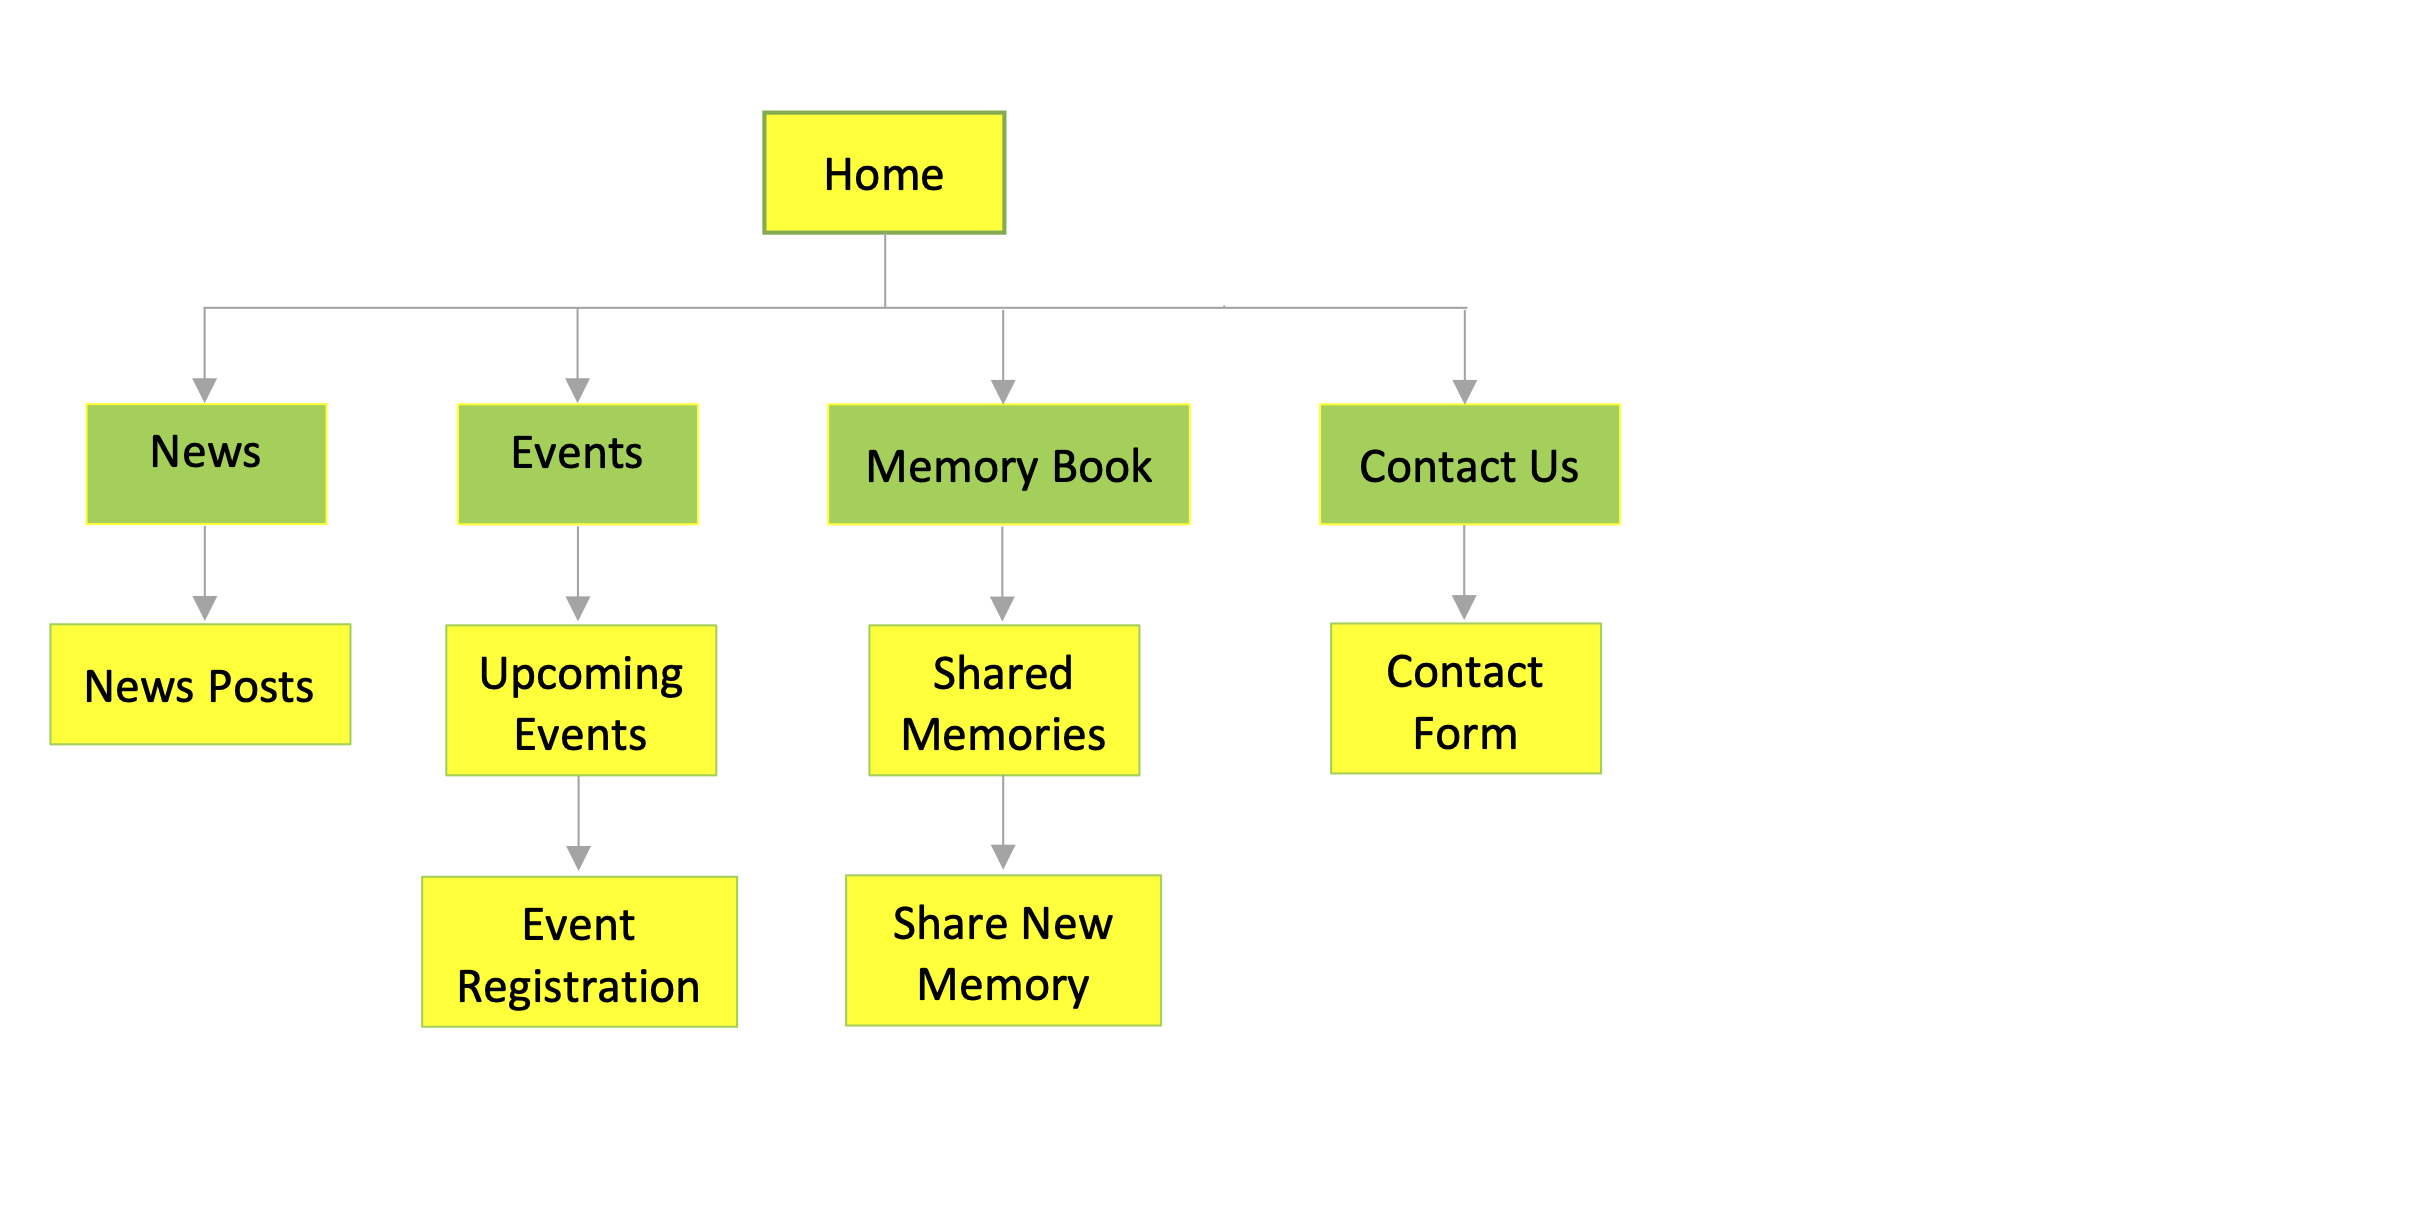 Home
News
Events
Memory Book
Contact Us
News Posts
Upcoming
Events
Shared
Memories
Contact
Form
Event
Registration
Share New
Memory